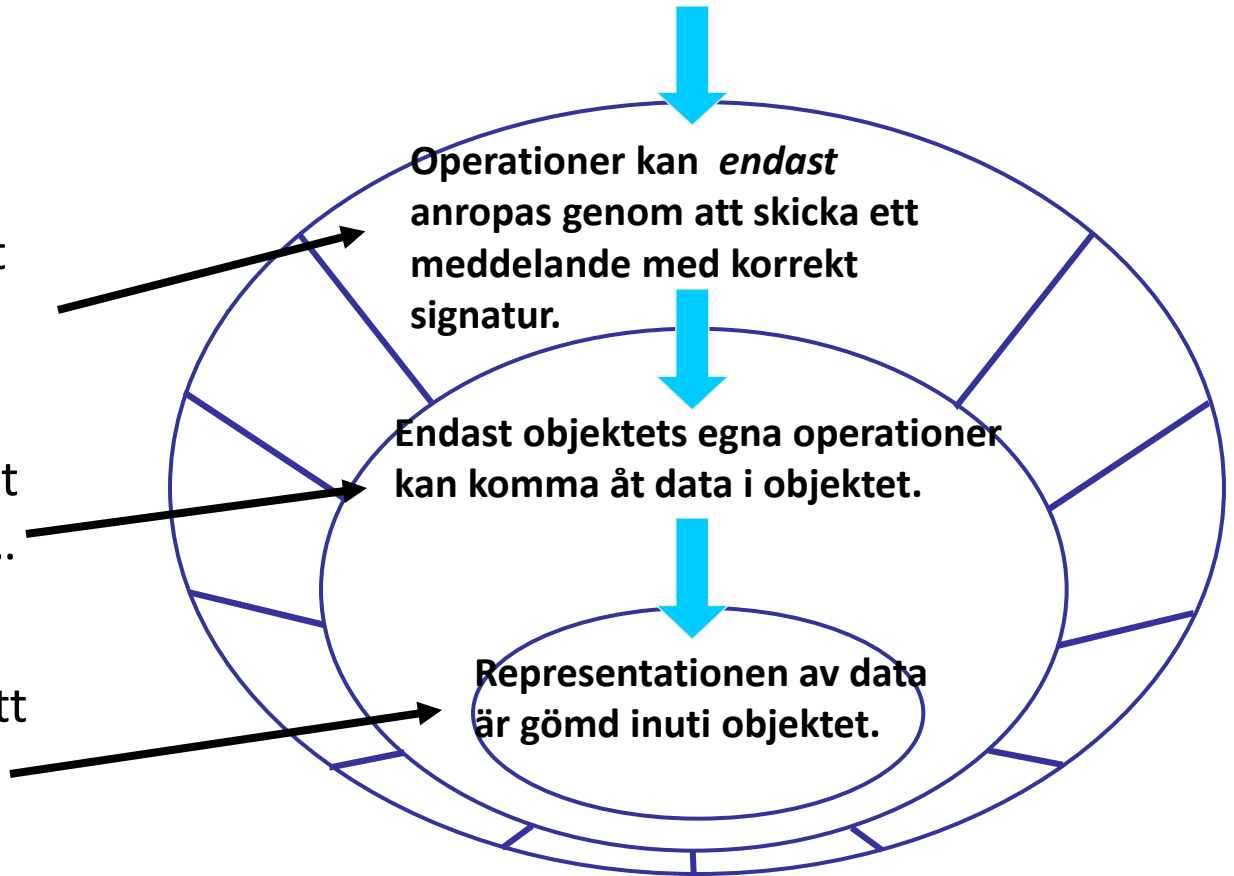 Operationer kan endast
anropas genom att skicka ett
meddelande med korrekt
signatur.
Endast objektets egna operationer
kan komma åt data i objektet.
Representationen av data
är gömd inuti objektet.